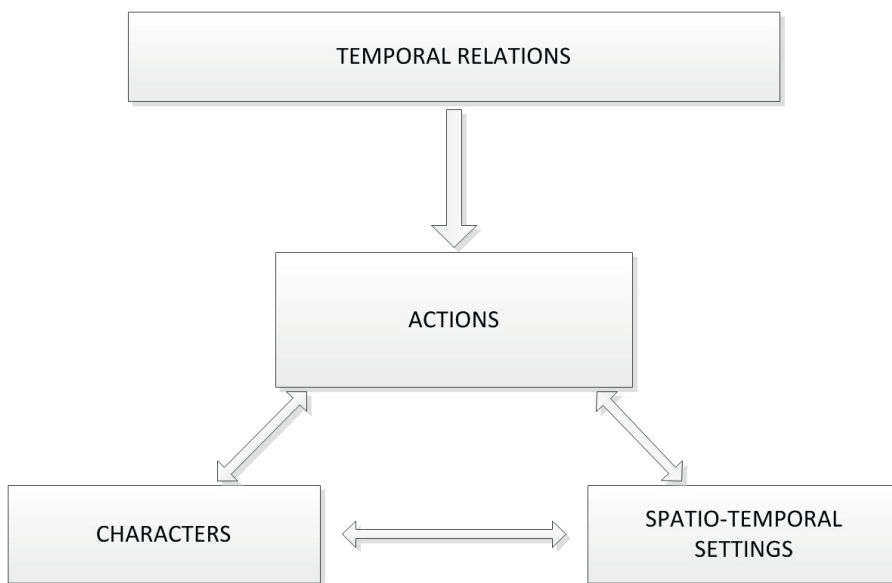 TEMPORAL RELATIONS
ACTIONS
CHARACTERS
SPATIO-TEMPORAL
SETTINGS